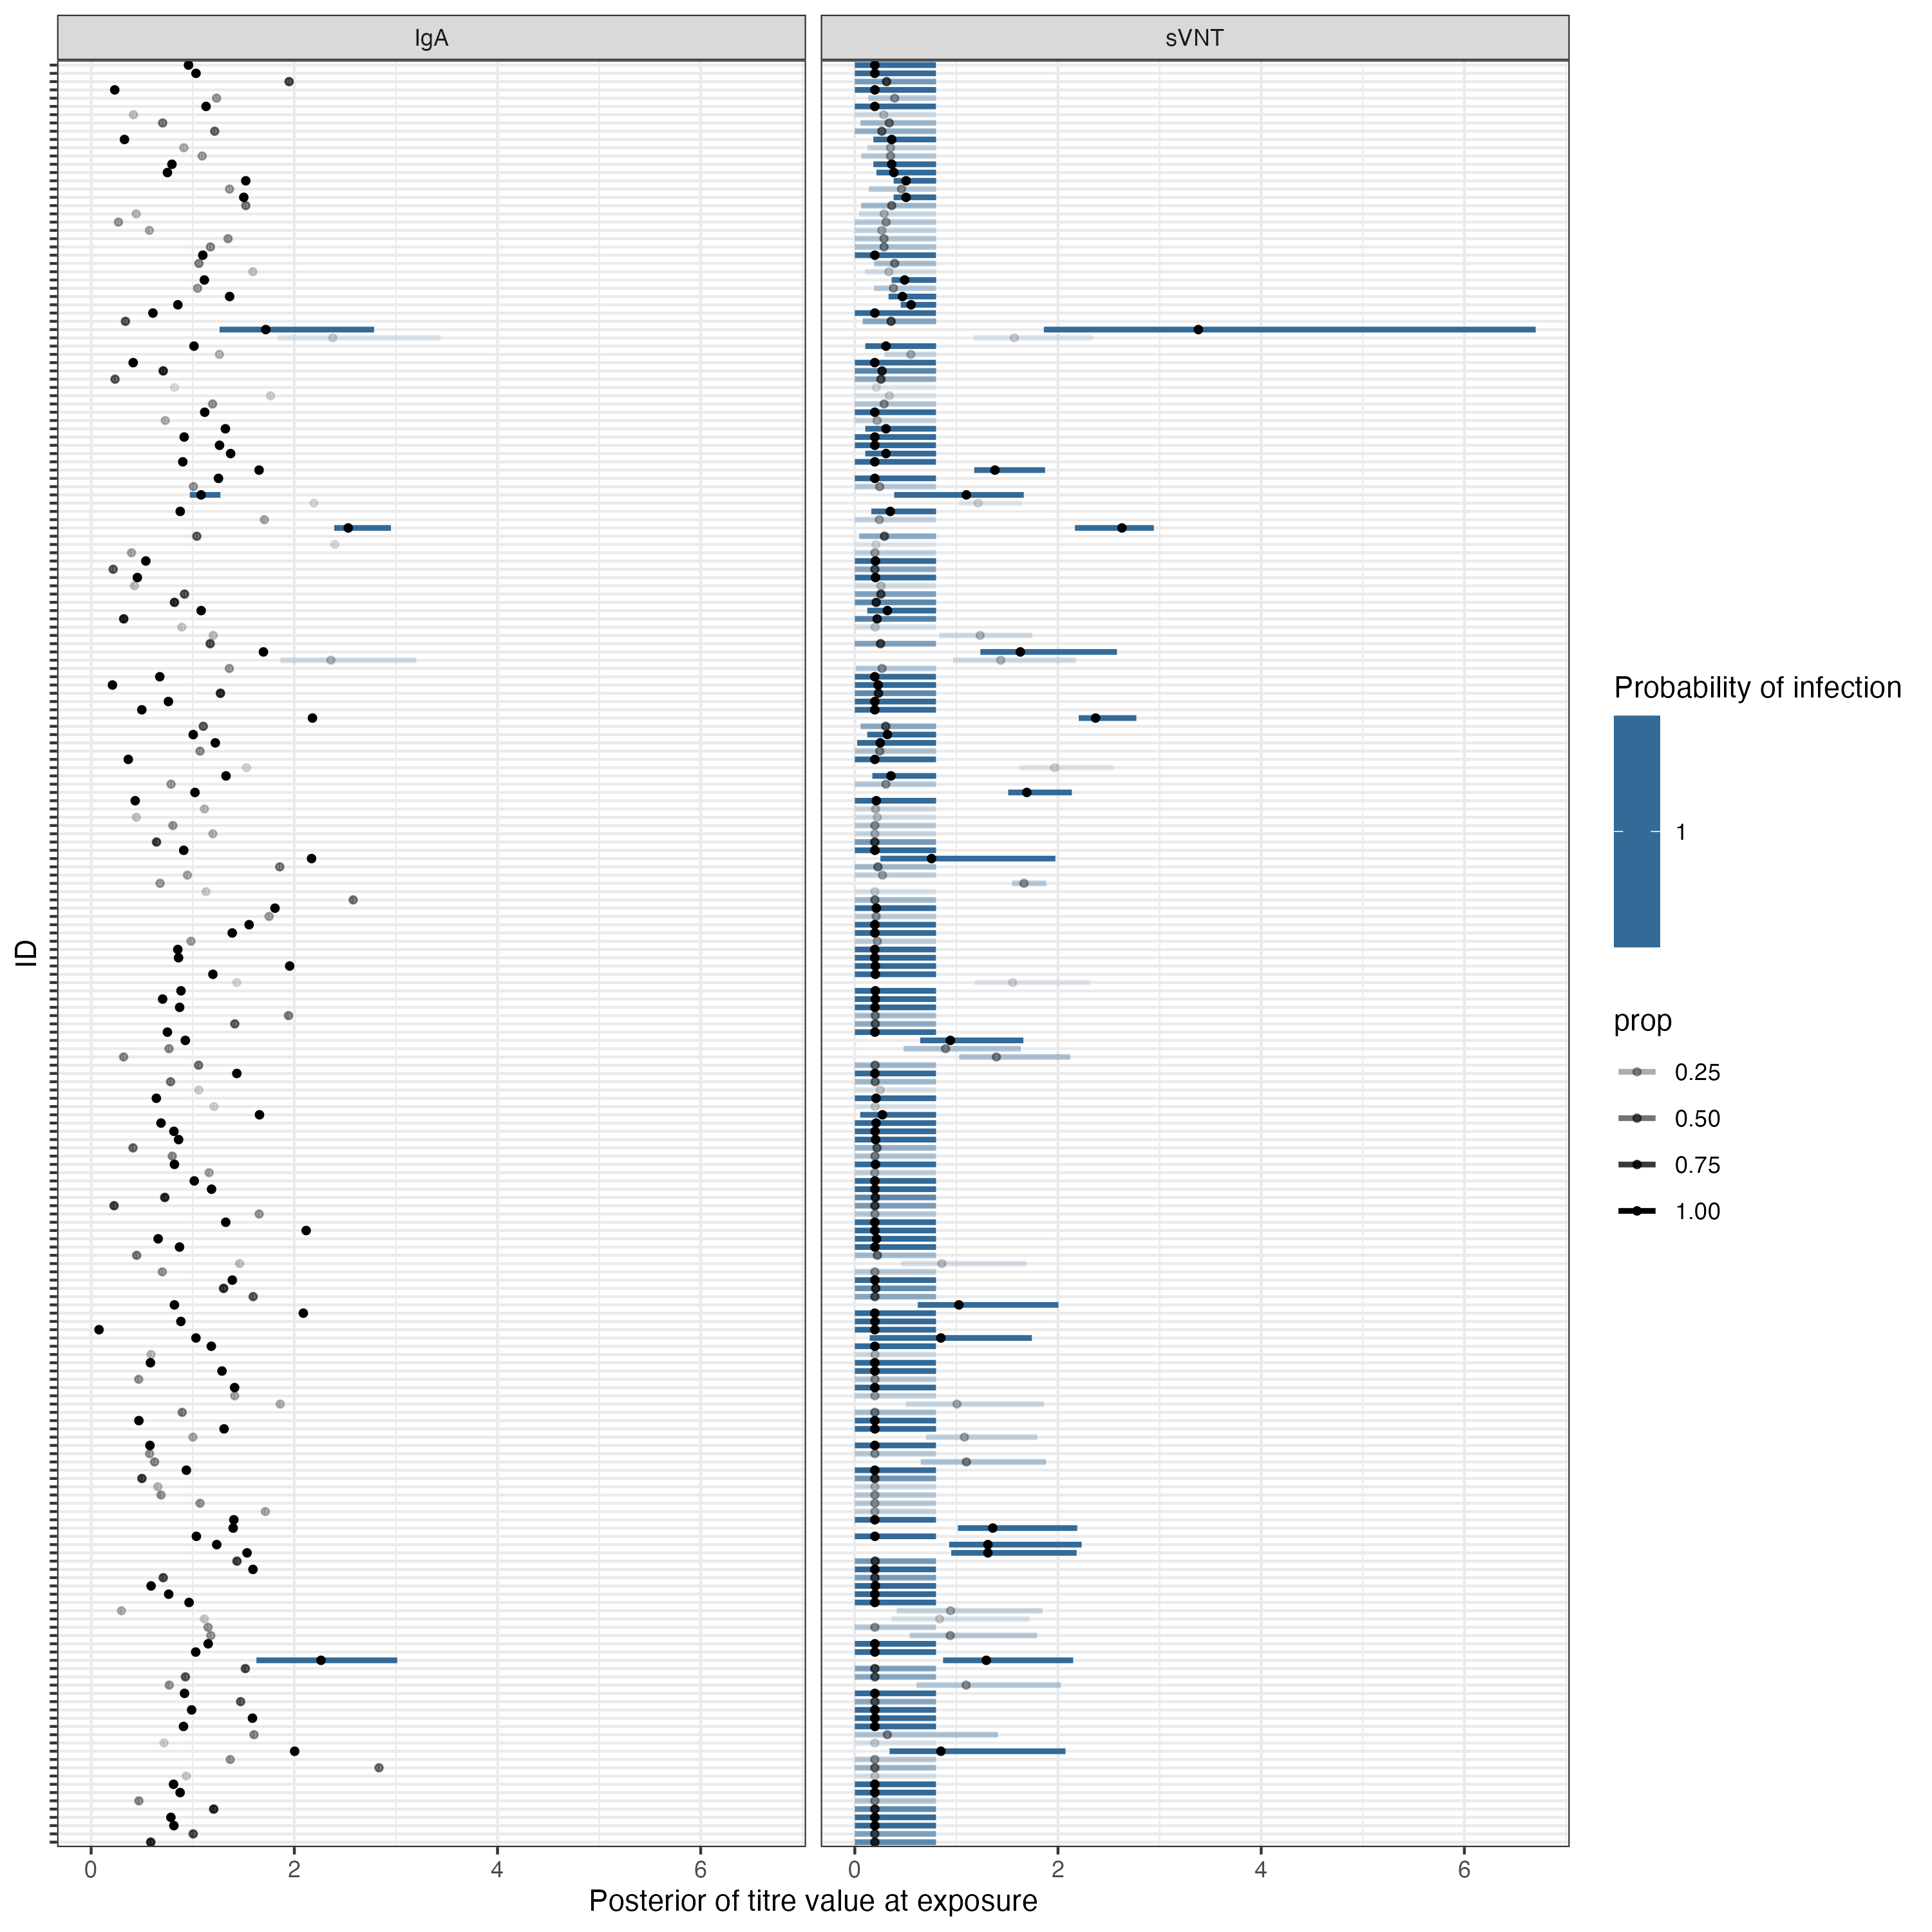 IgA
sVNT
ID
0
2
4
6
0
2
4
6
Posterior of titre value at exposure
Probability of infection
1
prop
0.25
0.50
0.75
1.00